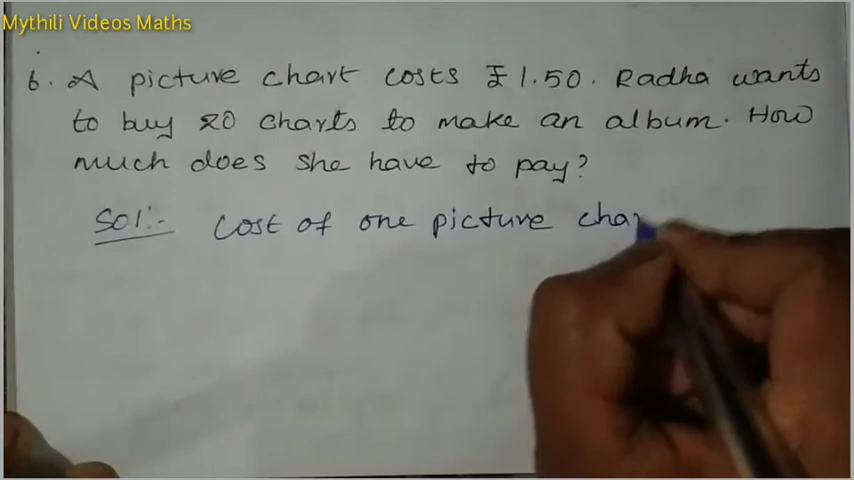 Mythili Videos Maths
6. A picture chart costs ₹1.50. Radha wants
to buy 20 charts to make an album. How
much does she have to pay?
Sol:- Cost of one picture char